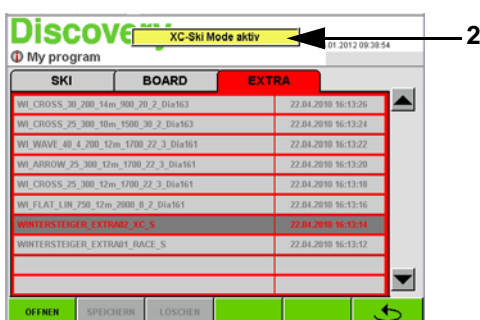 Discovery
XC-Ski Mode aktiv
2
.01.2012 09:38:54
My program
SKI BOARD EXTRA
WI_CROSS_30_200_14m_900_20_2_Dia163 22.04.2010 16:13:26
WI_CROSS_25_300_10m_1500_30_2_Dia163 22.04.2010 16:13:24
WI_WAVE_40_4_200_12m_1700_22_3_Dia161 22.04.2010 16:13:22
WI_ARROW_25_300_12m_1700_22_3_Dia161 22.04.2010 16:13:20
WI_CROSS_25_300_12m_1700_22_3_Dia161 22.04.2010 16:13:18
WI_FLAT_LIN_750_12m_2000_8_2_Dia161 22.04.2010 16:13:16
WINTERSTEIGER_EXTRA02_XC_S 22.04.2010 16:13:14
WINTERSTEIGER_EXTRA01_RACE_S 22.04.2010 16:13:12
ÖFFNEN SPEICHERN LÖSCHEN